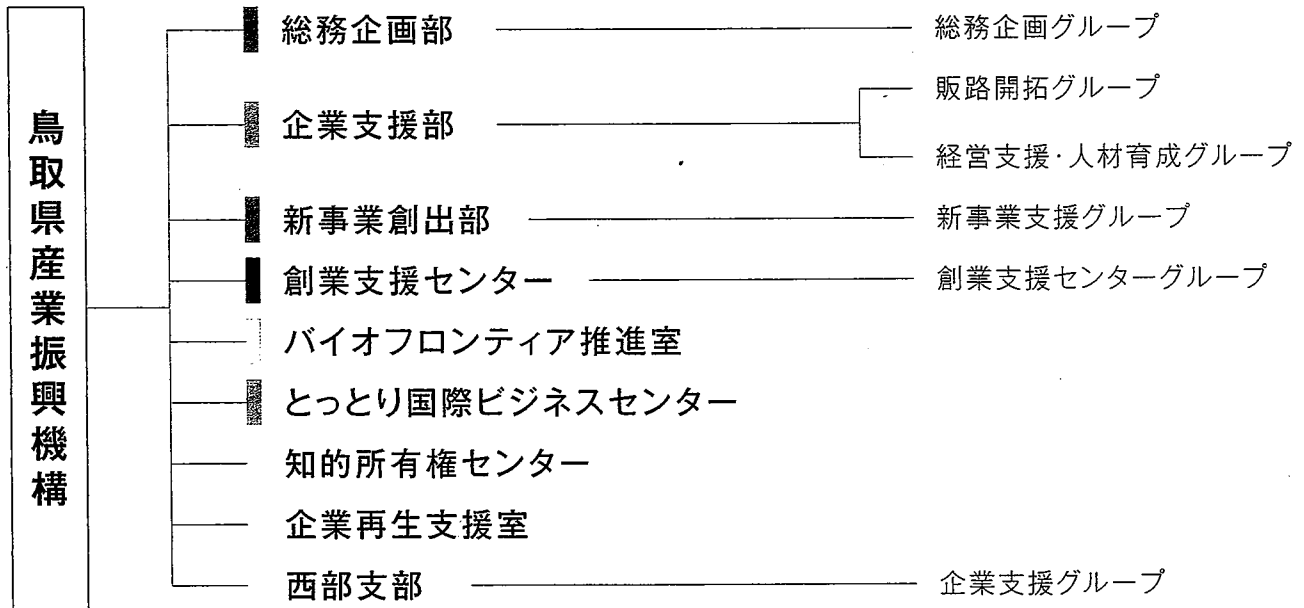 鳥取県産業振興機構
総務企画部
総務企画グループ
企業支援部
販路開拓グループ
経営支援・人材育成グループ
新事業創出部
新事業支援グループ
創業支援センター
創業支援センターグループ
バイオフロンティア推進室
とっとり国際ビジネスセンター
知的所有権センター
企業再生支援室
西部支部
企業支援グループ